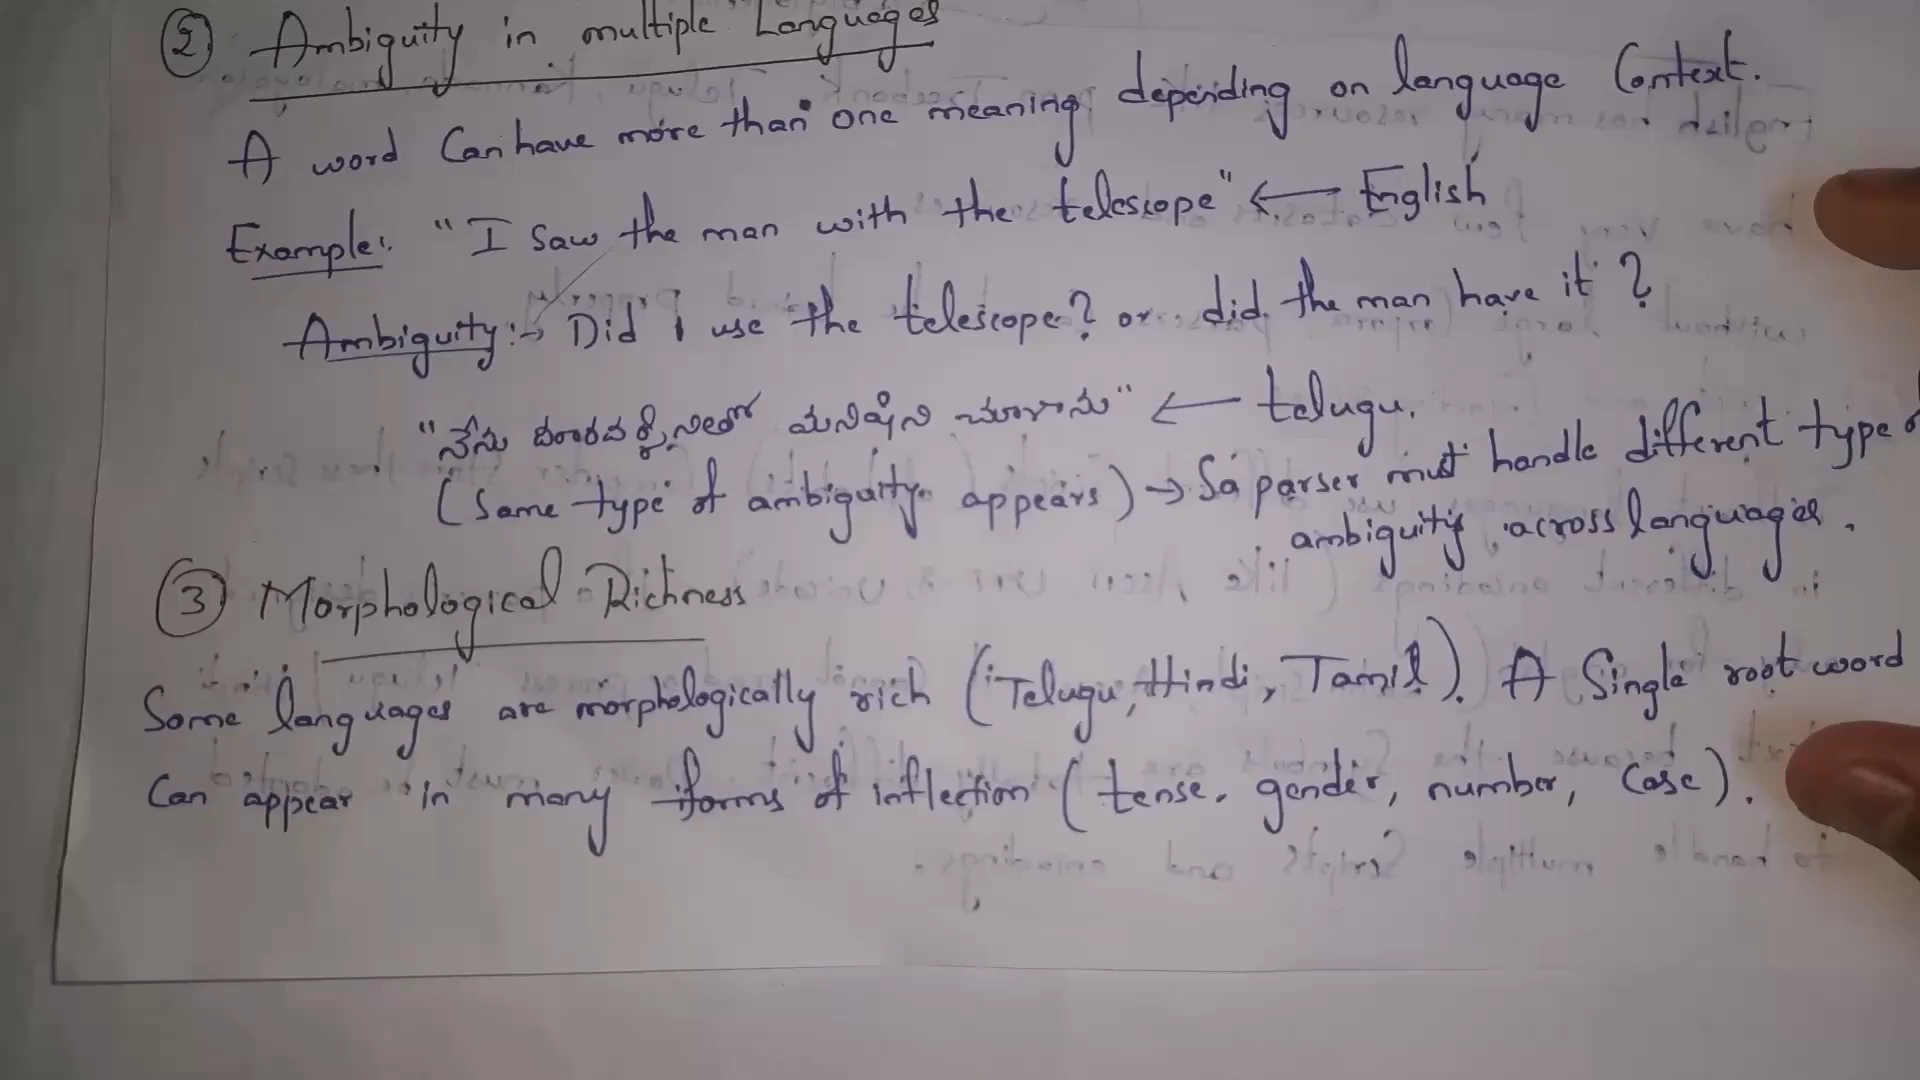 ② Ambiguity in multiple Languages
A word Can have more than one meaning depending on language Context.
Example: "I Saw the man with the telescope" ← English
Ambiguity :→ Did I use the telescope? or did the man have it ?
"నేను దూరదర్శినితో మనిషిని చూశాను" ← telugu.
(Same type of ambiguity appears) → So parser must handle different type of
ambiguity across languages.
③ Morphological Richness
Some languages are morphologically rich (Telugu, Hindi, Tamil). A Single root word
Can appear in many forms of inflection (tense, gender, number, Case).